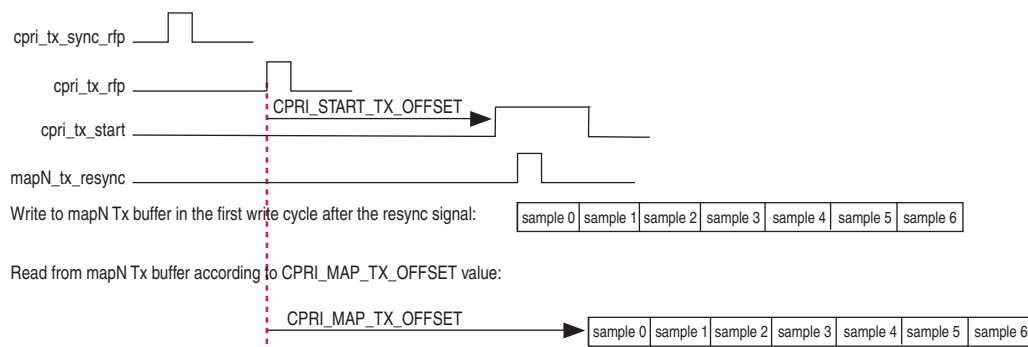 cpri_tx_sync_rfp
cpri_tx_rfp
CPRI_START_TX_OFFSET
cpri_tx_start
mapN_tx_resync
Write to mapN Tx buffer in the first write cycle after the resync signal:
sample 0 sample 1 sample 2 sample 3 sample 4 sample 5 sample 6
Read from mapN Tx buffer according to CPRI_MAP_TX_OFFSET value:
CPRI_MAP_TX_OFFSET
sample 0 sample 1 sample 2 sample 3 sample 4 sample 5 sample 6